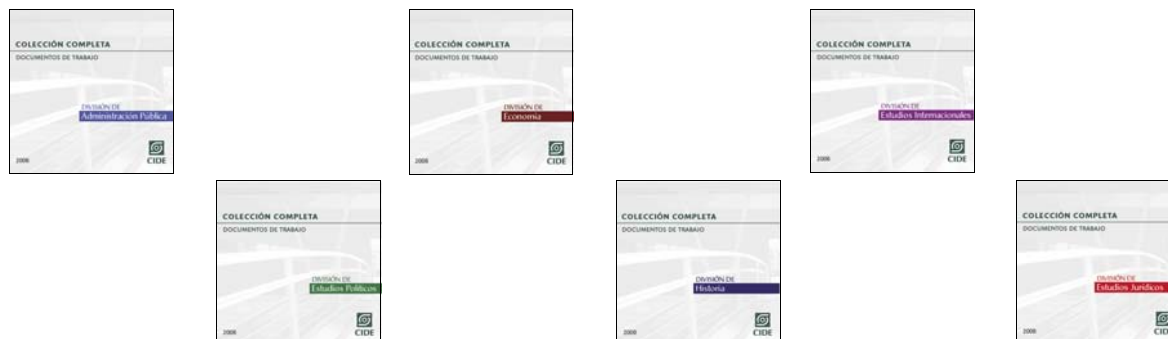 COLECCIÓN COMPLETA
DOCUMENTOS DE TRABAJO
DIVISIÓN DE
Administración Pública
2008
CIDE
COLECCIÓN COMPLETA
DOCUMENTOS DE TRABAJO
DIVISIÓN DE
Economía
2008
CIDE
COLECCIÓN COMPLETA
DOCUMENTOS DE TRABAJO
DIVISIÓN DE
Estudios Internacionales
2008
CIDE
COLECCIÓN COMPLETA
DOCUMENTOS DE TRABAJO
DIVISIÓN DE
Estudios Políticos
2008
CIDE
COLECCIÓN COMPLETA
DOCUMENTOS DE TRABAJO
DIVISIÓN DE
Historia
2008
CIDE
COLECCIÓN COMPLETA
DOCUMENTOS DE TRABAJO
DIVISIÓN DE
Estudios Jurídicos
2008
CIDE